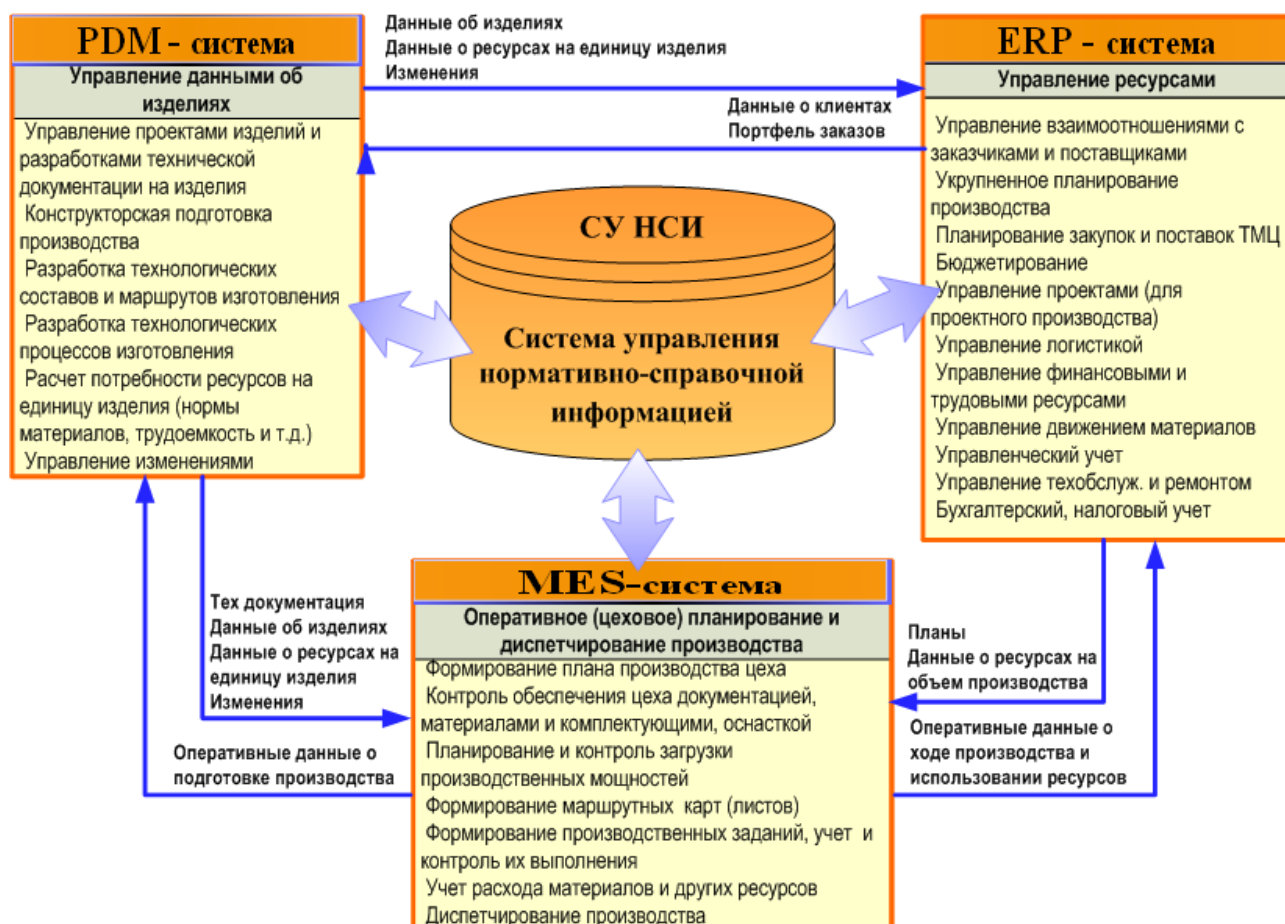 PDM - система
Управление данными об
изделиях
Управление проектами изделий и
разработками технической
документации на изделия
Конструкторская подготовка
производства
Разработка технологических
составов и маршрутов изготовления
Разработка технологических
процессов изготовления
Расчет потребности ресурсов на
единицу изделия (нормы
материалов, трудоемкость и т.д.)
Управление изменениями
Данные об изделиях
Данные о ресурсах на единицу изделия
Изменения
Данные о клиентах
Портфель заказов
ERP - система
Управление ресурсами
Управление взаимоотношениями с
заказчиками и поставщиками
Укрупненное планирование
производства
Планирование закупок и поставок ТМЦ
Бюджетирование
Управление проектами (для
проектного производства)
Управление логистикой
Управление финансовыми и
трудовыми ресурсами
Управление движением материалов
Управленческий учет
Управление техобслуж. и ремонтом
Бухгалтерский, налоговый учет
СУ НСИ
Система управления
нормативно-справочной
информацией
Тех документация
Данные об изделиях
Данные о ресурсах на
единицу изделия
Изменения
Оперативные данные о
подготовке производства
MES-система
Оперативное (цеховое) планирование и
диспетчирование производства
Формирование плана производства цеха
Контроль обеспечения цеха документацией,
материалами и комплектующими, оснасткой
Планирование и контроль загрузки
производственных мощностей
Формирование маршрутных карт (листов)
Формирование производственных заданий, учет и
контроль их выполнения
Учет расхода материалов и других ресурсов
Диспетчирование производства
Планы
Данные о ресурсах на
объем производства
Оперативные данные о
ходе производства и
использовании ресурсов